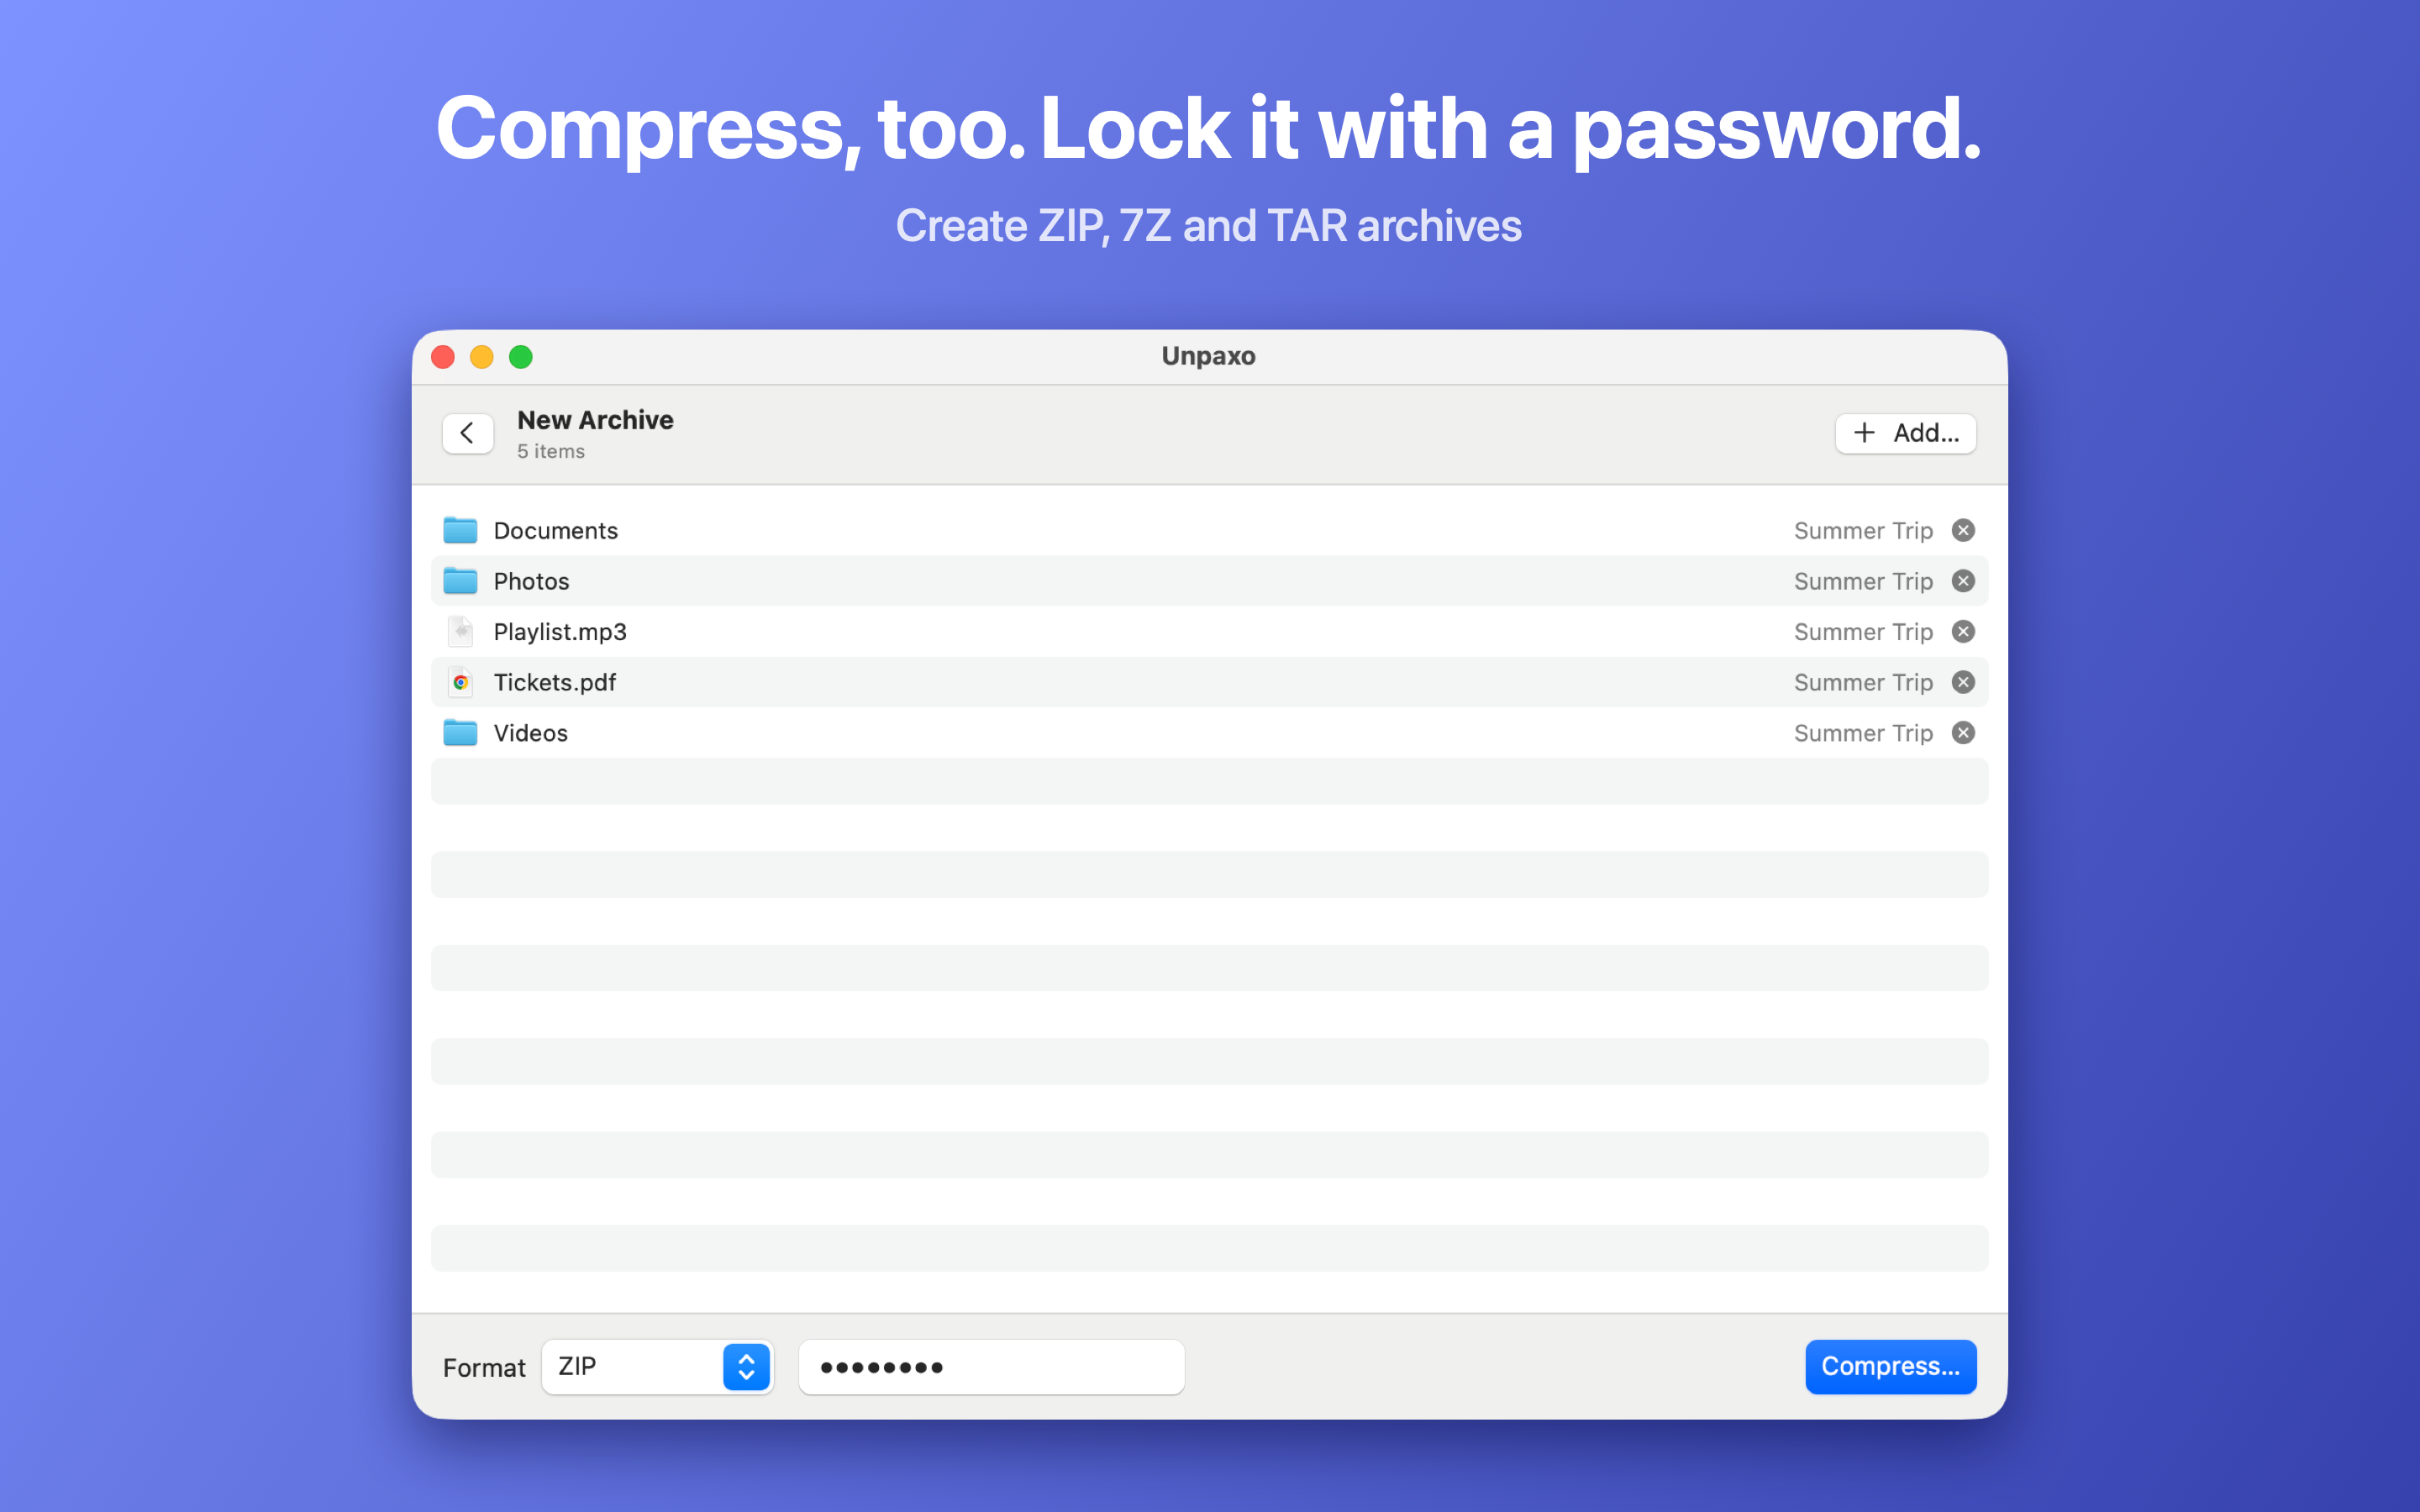 Compress, too. Lock it with a password.
Create ZIP, 7Z and TAR archives
Unpaxo
New Archive
5 items
Add...
Documents Summer Trip
Photos Summer Trip
Playlist.mp3 Summer Trip
Tickets.pdf Summer Trip
Videos Summer Trip
Format ZIP •••••••• Compress...